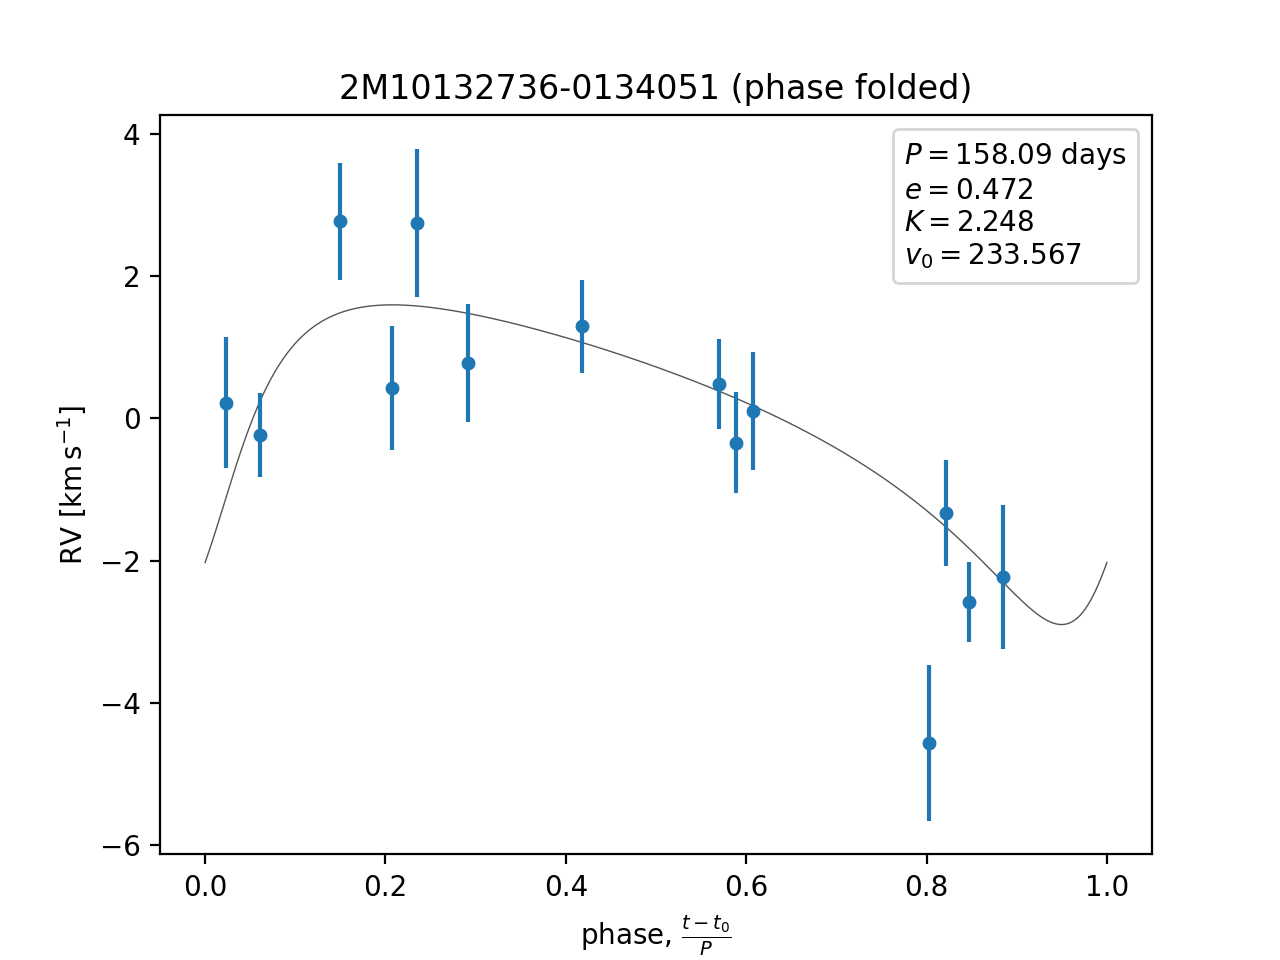 2M10132736-0134051 (phase folded)
P = 158.09 days
e = 0.472
K = 2.248
v₀ = 233.567
4
2
0
−2
−4
−6
RV [km s⁻¹]
0.0 0.2 0.4 0.6 0.8 1.0
phase, (t − t₀)/P